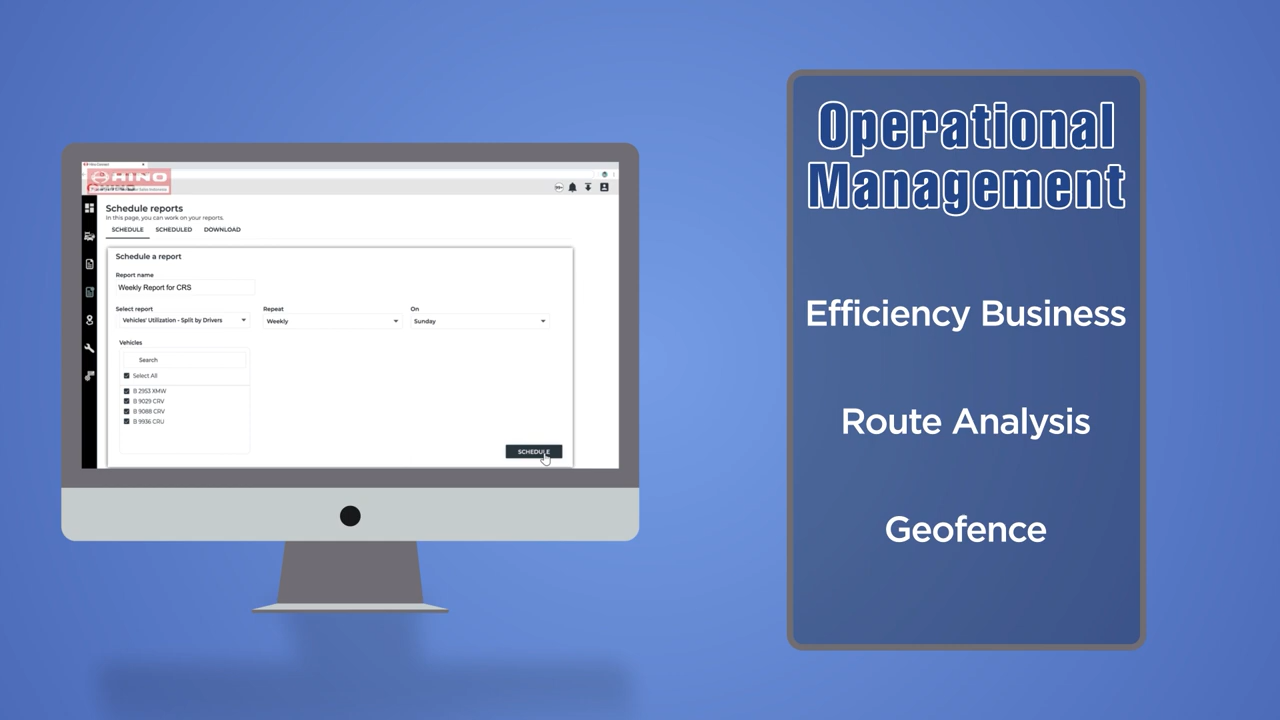 Hino Connect
HINO
Schedule reports
In this page, you can work on your reports.
SCHEDULE SCHEDULED DOWNLOAD
Schedule a report
Report name
Weekly Report for CRS
Select report Repeat On
Vehicles' Utilization - Split by Drivers Weekly Sunday
Vehicles
Search
Select All
B 2953 XMW
B 9029 CRV
B 9088 CRV
B 9936 CRU
SCHEDULE
Operational
Management
Efficiency Business
Route Analysis
Geofence